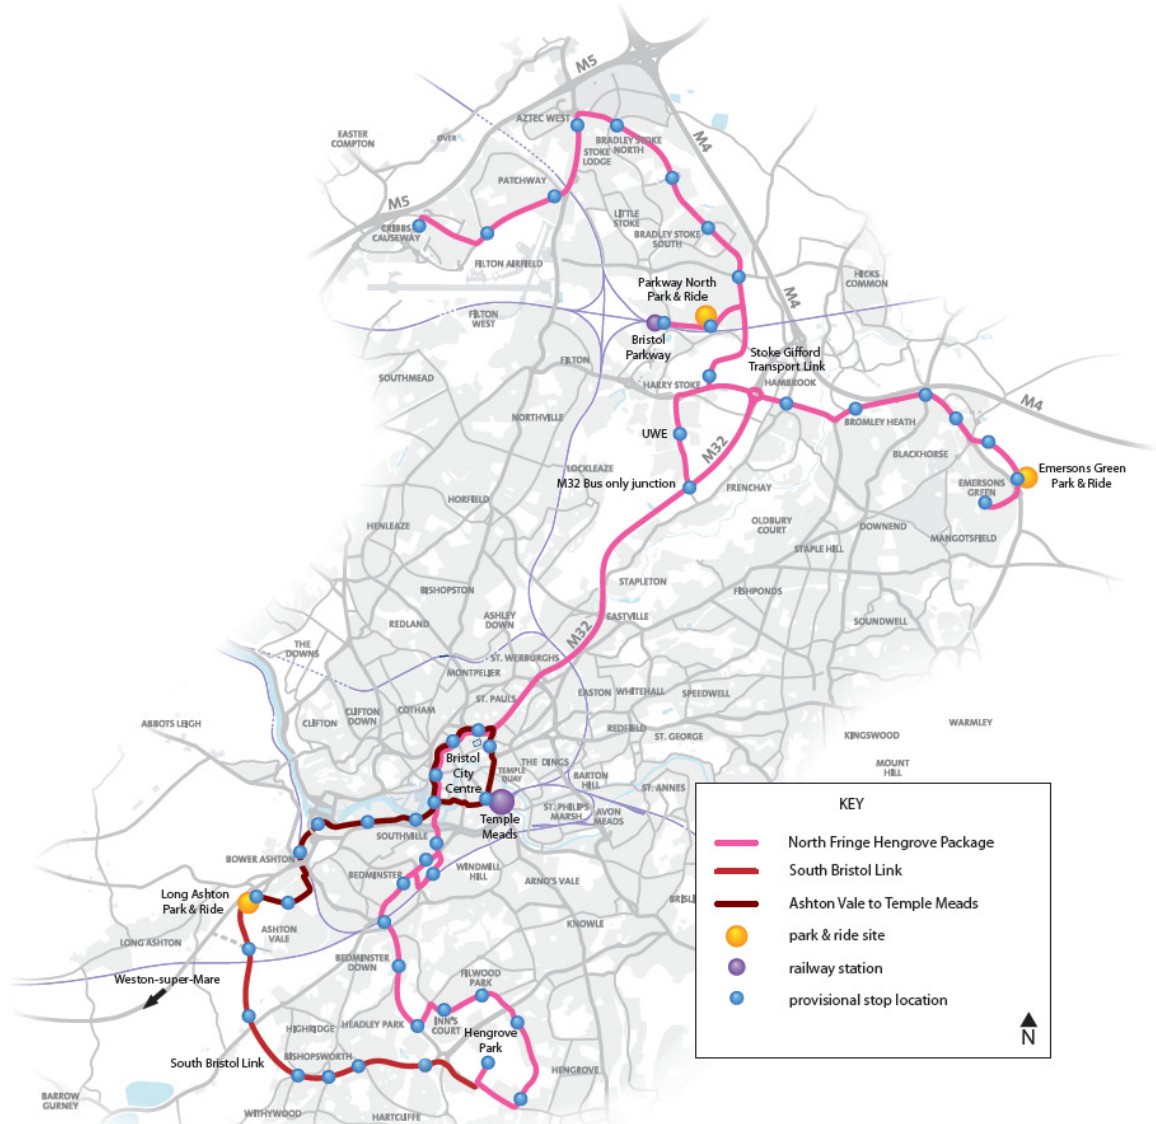 M5
AZTEC WEST
EASTER
COMPTON
OVER
BRADLEY STOKE
NORTH
STOKE
LODGE
M4
PATCHWAY
M5
LITTLE
STOKE
CRIBBS
CAUSEWAY
BRADLEY STOKE
SOUTH
FILTON AIRFIELD
HICKS
COMMON
Parkway North
Park & Ride
M4
FILTON
WEST
Bristol
Parkway
Stoke Gifford
Transport Link
FILTON
SOUTHMEAD
HARRY STOKE
HAMBROOK
M4
NORTHVILLE
BROMLEY HEATH
UWE
M32
BLACKHORSE
LOCKLEAZE
M32 Bus only junction
FRENCHAY
Emersons Green
Park & Ride
EMERSONS
GREEN
HORFIELD
HENLEAZE
OLDBURY
COURT
DOWNEND
MANGOTSFIELD
STAPLE HILL
STAPLETON
BISHOPSTON
FISHPONDS
ASHLEY
DOWN
EASTVILLE
REDLAND
M32
SOUNDWELL
THE
DOWNS
ST. WERBURGHS
MONTPELIER
ST. PAULS
EASTON
WHITEHALL
SPEEDWELL
ABBOTS LEIGH
CLIFTON
CLIFTON
DOWN
COTHAM
REDFIELD
ST. GEORGE
WARMLEY
KINGSWOOD
Bristol
City
Centre
THE DINGS
TEMPLE
QUAY
BARTON
HILL
MOUNT
HILL
ST. ANNES
Temple
Meads
ST. PHILIPS
MARSH
AVON
MEADS
SOUTHVILLE
BOWER ASHTON
BEDMINSTER
WINDMILL
HILL
ARNO'S VALE
BRISL
Long Ashton
Park & Ride
KNOWLE
ASHTON
VALE
LONG ASHTON
BEDMINSTER
DOWN
Weston-super-Mare
FILWOOD
PARK
HIGHRIDGE
HEADLEY PARK
INN'S
COURT
Hengrove
Park
South Bristol Link
BISHOPSWORTH
HENGROVE
BARROW
GURNEY
WITHYWOOD
HARTCLIFFE
KEY
North Fringe Hengrove Package
South Bristol Link
Ashton Vale to Temple Meads
park & ride site
railway station
provisional stop location
N